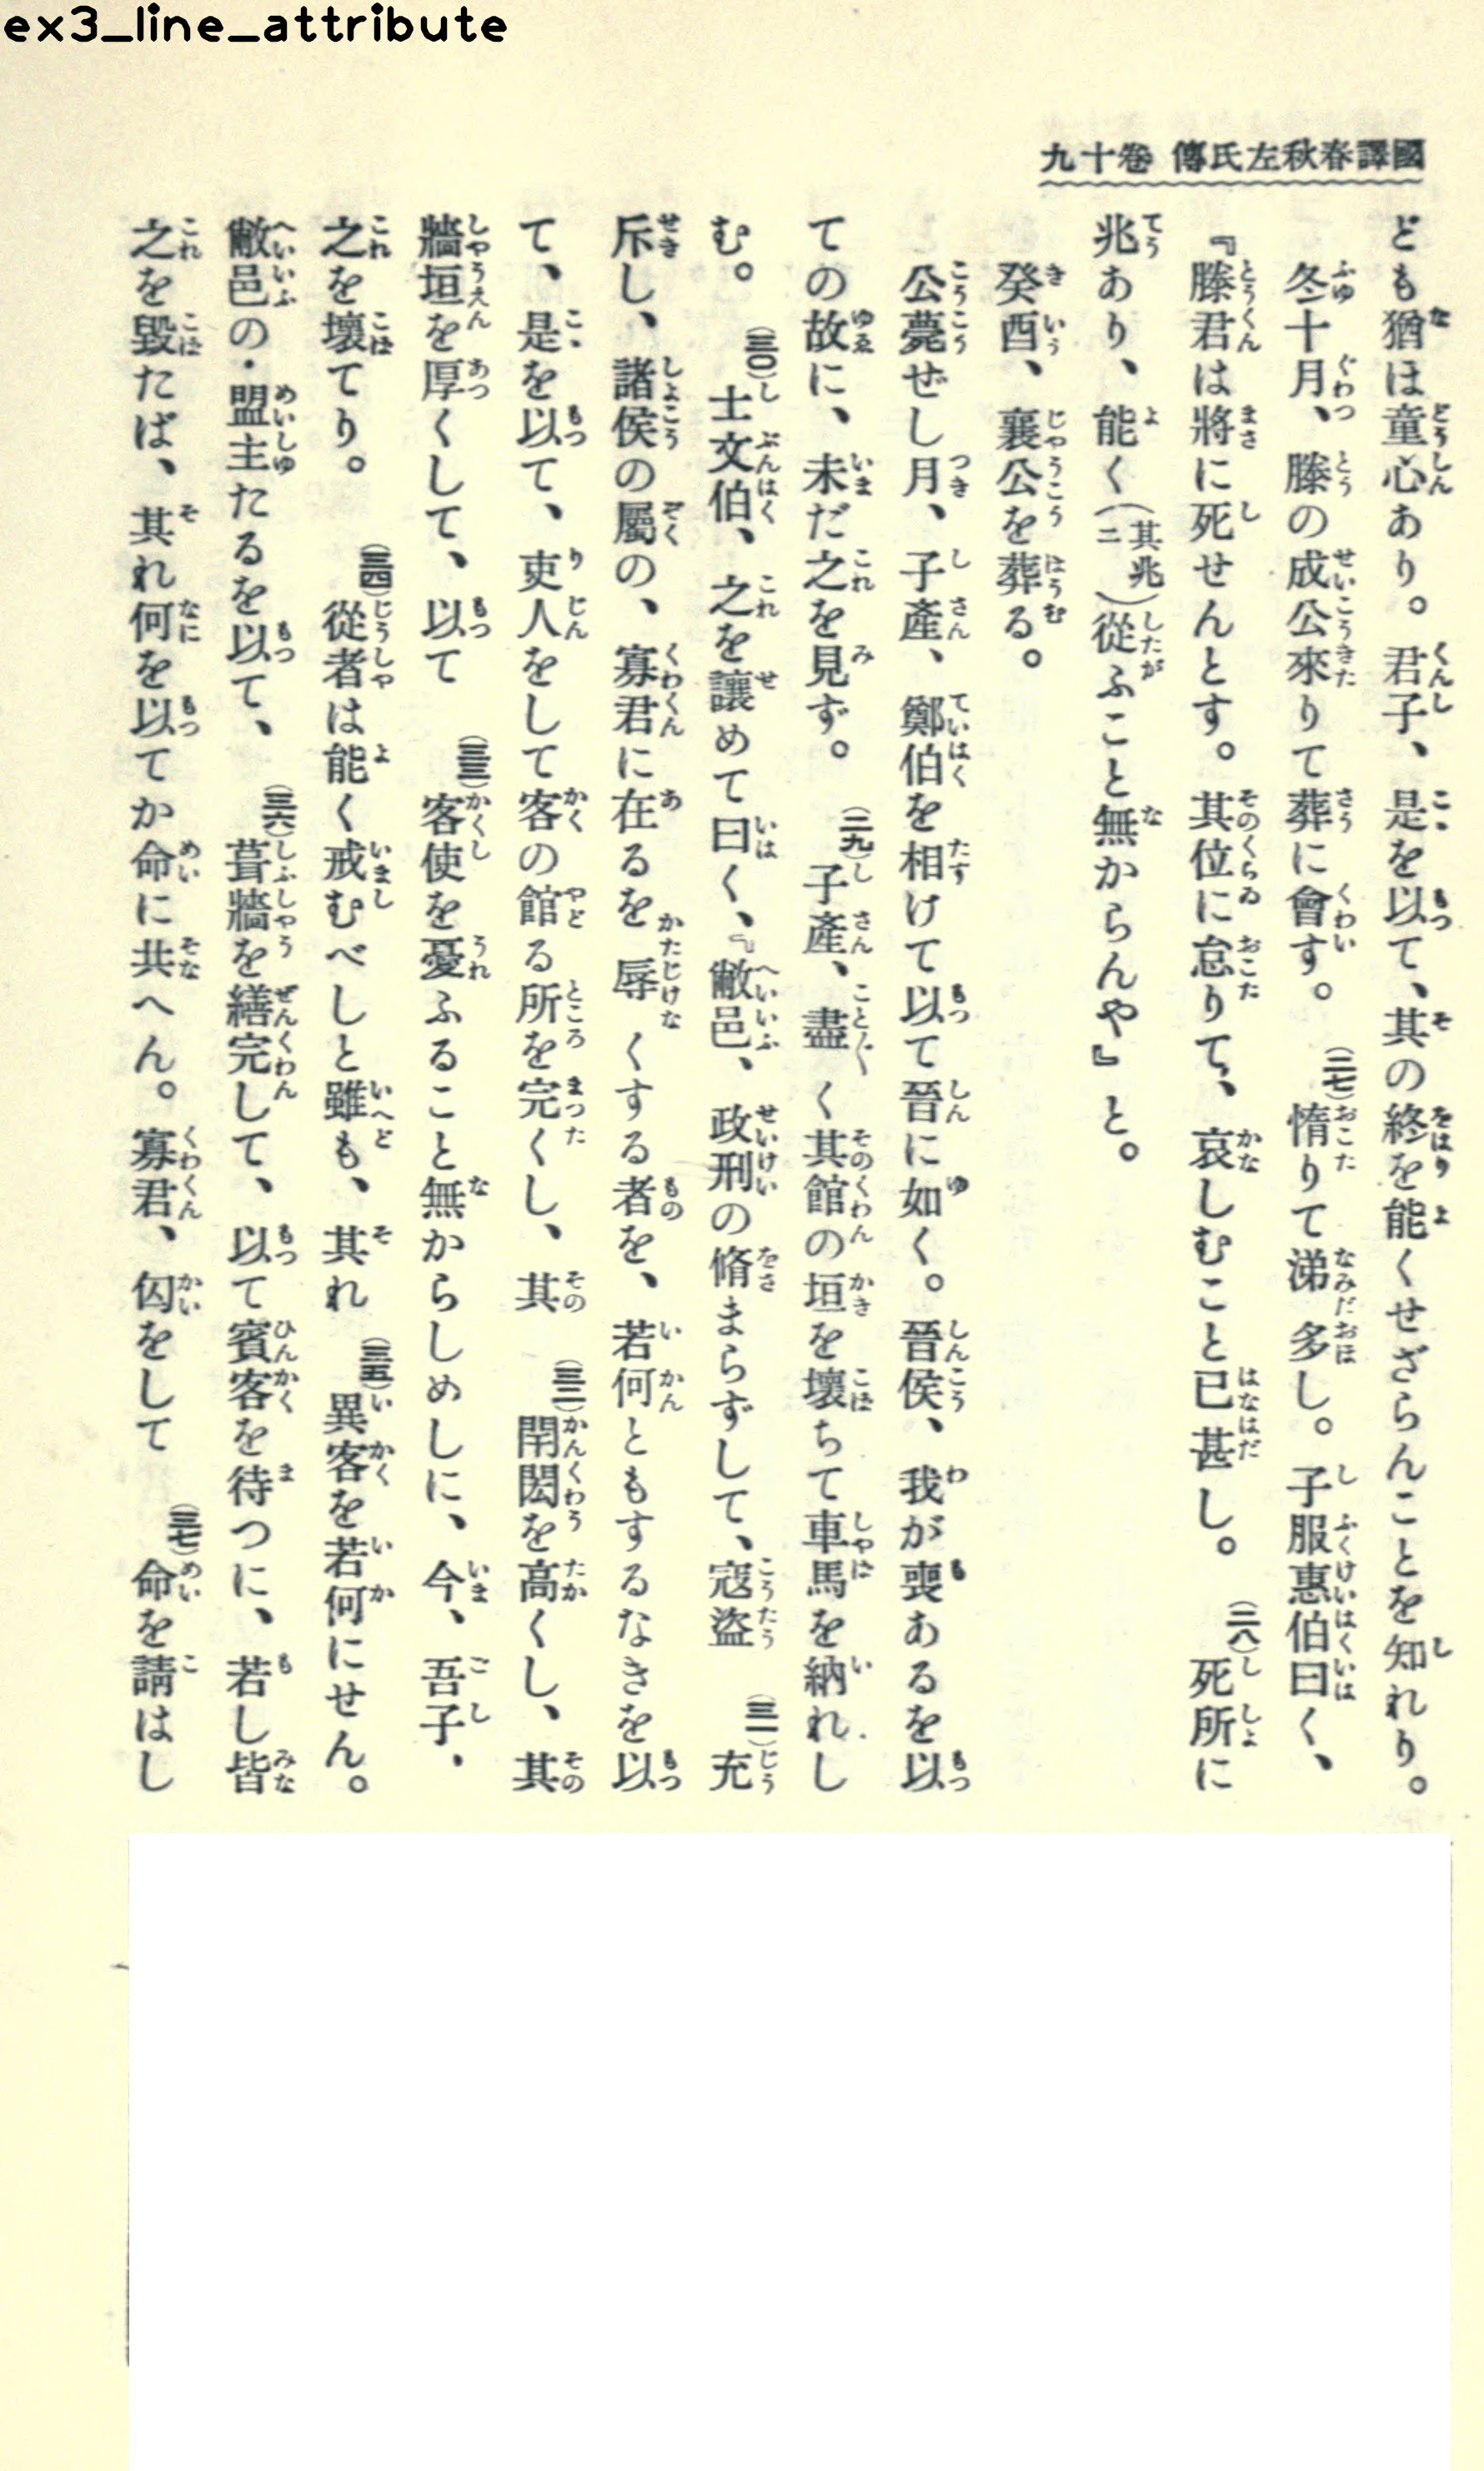 ex3_line_attribute
國譯春秋左氏傳 卷十九
ども猶は童心あり。君子、是を以て、其の終を能くせざらんことを知れり。
冬十月、滕の成公來りて葬に會す。(二七)惰りて涕多し。子服惠伯曰く、
『滕君は將に死せんとす。其位に怠りて、哀しむこと已甚し。(二八)死所に
兆あり、能く(其兆二)從ふこと無からんや』と。
癸酉、襄公を葬る。
公薨ぜし月、子產、鄭伯を相けて以て晉に如く。晉侯、我が喪あるを以
ての故に、未だ之を見ず。(二九)子產、盡く其館の垣を壞ちて車馬を納れし
む。(三〇)士文伯、之を讓めて曰く、『敝邑、政刑の脩まらずして、寇盜(三一)充
斥し、諸侯の屬の、寡君に在るを辱くする者を、若何ともするなきを以
て、是を以て、吏人をして客の館る所を完くし、其(三二)閈閎を高くし、其
牆垣を厚くして、以て(三三)客使を憂ふること無からしめしに、今、吾子、
之を壞てり。(三四)從者は能く戒むべしと雖も、其れ(三五)異客を若何にせん。
敝邑の・盟主たるを以て、(三六)葺牆を繕完して、以て賓客を待つに、若し皆
之を毀たば、其れ何を以てか命に共へん。寡君、匃をして(三七)命を請はし